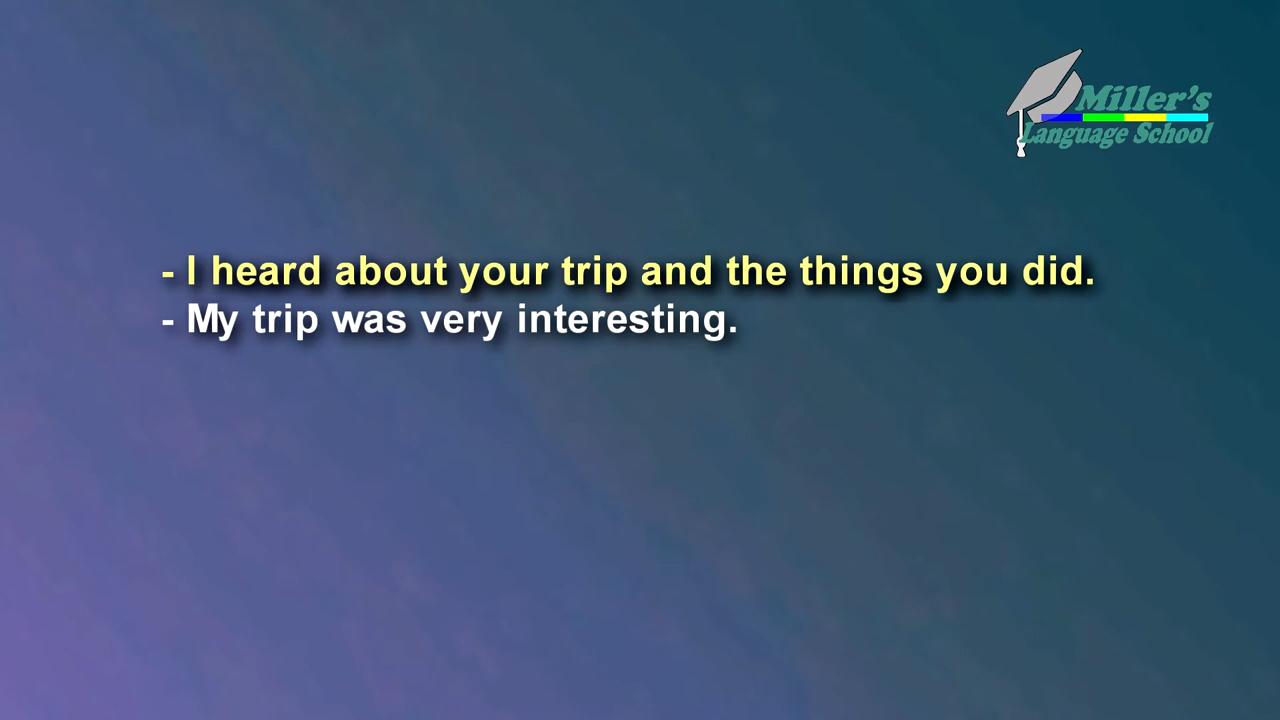 Miller's
Language School
- I heard about your trip and the things you did.
- My trip was very interesting.